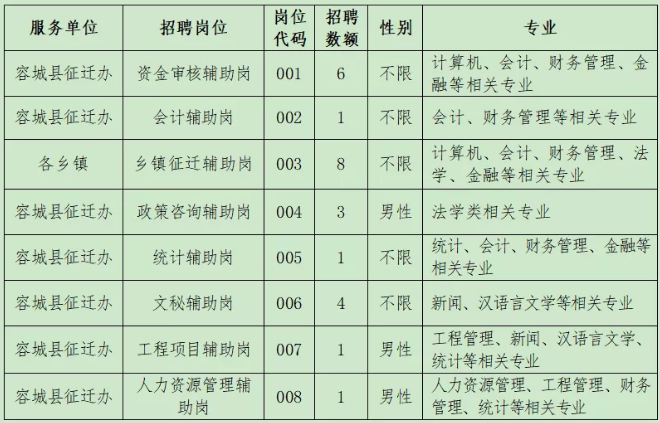 服务单位 招聘岗位 岗位代码 招聘数额 性别 专业
容城县征迁办 资金审核辅助岗 001 6 不限 计算机、会计、财务管理、金
融等相关专业
容城县征迁办 会计辅助岗 002 1 不限 会计、财务管理等相关专业
各乡镇 乡镇征迁辅助岗 003 8 不限 计算机、会计、财务管理、法
学、金融等相关专业
容城县征迁办 政策咨询辅助岗 004 3 男性 法学类相关专业
容城县征迁办 统计辅助岗 005 1 不限 统计、会计、财务管理、金融等
相关专业
容城县征迁办 文秘辅助岗 006 4 不限 新闻、汉语言文学等相关专业
容城县征迁办 工程项目辅助岗 007 1 男性 工程管理、新闻、汉语言文学、
统计等相关专业
容城县征迁办 人力资源管理辅助岗 008 1 男性 人力资源管理、工程管理、财务
管理、统计等相关专业